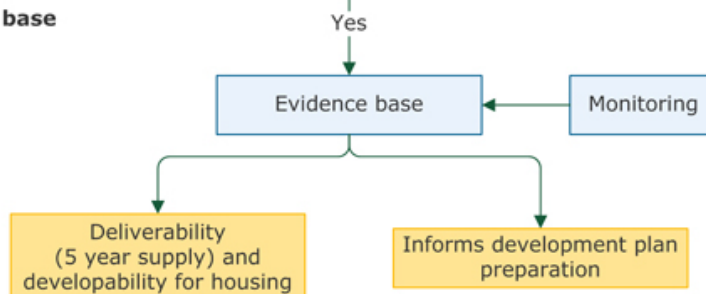 base
Yes
Evidence base
Monitoring
Deliverability
(5 year supply) and
developability for housing
Informs development plan
preparation